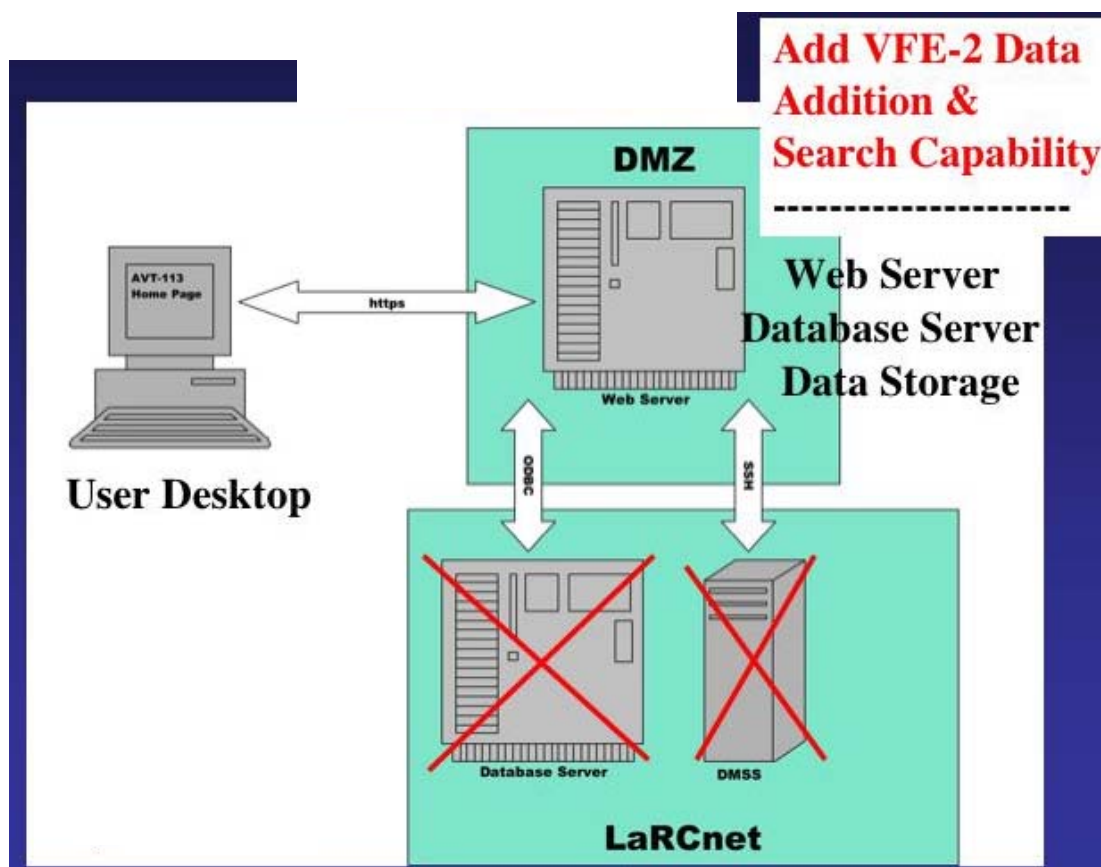 Add VFE-2 Data
Addition &
Search Capability
----------------------
DMZ
AVT-113
Home Page
https
Web Server
Database Server
Data Storage
Web Server
User Desktop
ODBC
SSH
Database Server
DMSS
LaRCnet